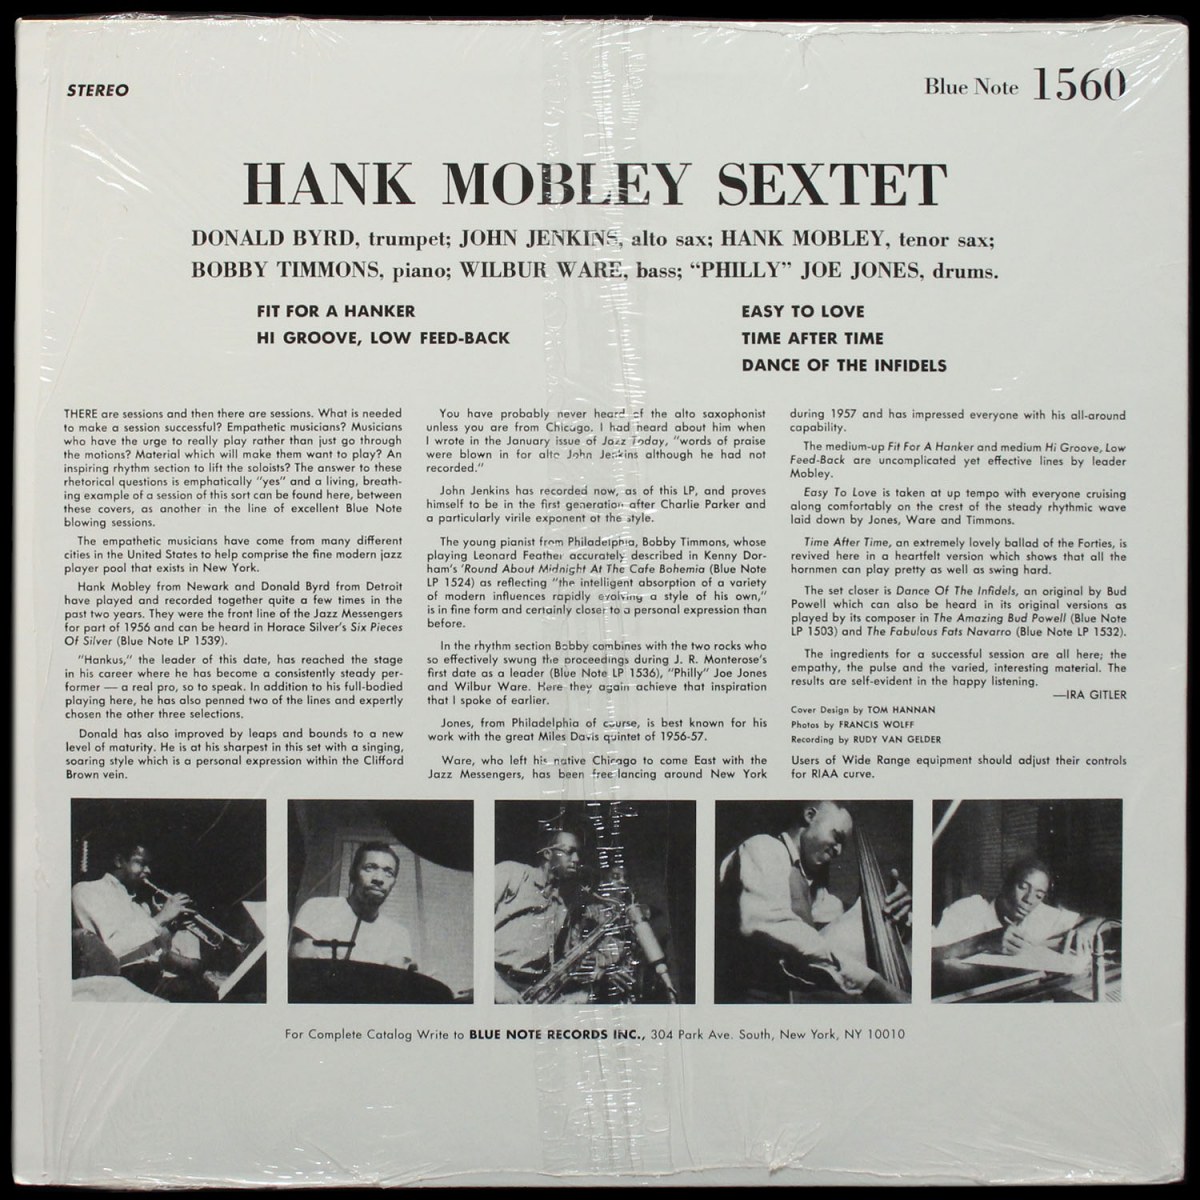 STEREO
Blue Note 1560
HANK MOBLEY SEXTET
DONALD BYRD, trumpet; JOHN JENKINS, alto sax; HANK MOBLEY, tenor sax;
BOBBY TIMMONS, piano; WILBUR WARE, bass; “PHILLY” JOE JONES, drums.
FIT FOR A HANKER
HI GROOVE, LOW FEED-BACK
EASY TO LOVE
TIME AFTER TIME
DANCE OF THE INFIDELS
THERE are sessions and then there are sessions. What is needed
to make a session successful? Empathetic musicians? Musicians
who have the urge to really play rather than just go through
the motions? Material which will make them want to play? An
inspiring rhythm section to lift the soloists? The answer to these
rhetorical questions is emphatically "yes" and a living, breath-
ing example of a session of this sort can be found here, between
these covers, as another in the line of excellent Blue Note
blowing sessions.
The empathetic musicians have come from many different
cities in the United States to help comprise the fine modern jazz
player pool that exists in New York.
Hank Mobley from Newark and Donald Byrd from Detroit
have played and recorded together quite a few times in the
past two years. They were the front line of the Jazz Messengers
for part of 1956 and can be heard in Horace Silver's Six Pieces
Of Silver (Blue Note LP 1539).
"Hankus," the leader of this date, has reached the stage
in his career where he has become a consistently steady per-
former — a real pro, so to speak. In addition to his full-bodied
playing here, he has also penned two of the lines and expertly
chosen the other three selections.
Donald has also improved by leaps and bounds to a new
level of maturity. He is at his sharpest in this set with a singing,
soaring style which is a personal expression within the Clifford
Brown vein.
You have probably never heard of the alto saxophonist
unless you are from Chicago. I had heard about him when
I wrote in the January issue of Jazz Today, "words of praise
were blown in for alto John Jenkins although he had not
recorded."
John Jenkins has recorded now, as of this LP, and proves
himself to be in the first generation after Charlie Parker and
a particularly virile exponent of the style.
The young pianist from Philadelphia, Bobby Timmons, whose
playing Leonard Feather accurately described in Kenny Dor-
ham's 'Round About Midnight At The Cafe Bohemia (Blue Note
LP 1524) as reflecting "the intelligent absorption of a variety
of modern influences rapidly evolving a style of his own,"
is in fine form and certainly closer to a personal expression than
before.
In the rhythm section Bobby combines with the two rocks who
so effectively swung the proceedings during J. R. Monterose's
first date as a leader (Blue Note LP 1536), "Philly" Joe Jones
and Wilbur Ware. Here they again achieve that inspiration
that I spoke of earlier.
Jones, from Philadelphia of course, is best known for his
work with the great Miles Davis quintet of 1956-57.
Ware, who left his native Chicago to come East with the
Jazz Messengers, has been free lancing around New York
during 1957 and has impressed everyone with his all-around
capability.
The medium-up Fit For A Hanker and medium Hi Groove, Low
Feed-Back are uncomplicated yet effective lines by leader
Mobley.
Easy To Love is taken at up tempo with everyone cruising
along comfortably on the crest of the steady rhythmic wave
laid down by Jones, Ware and Timmons.
Time After Time, an extremely lovely ballad of the Forties, is
revived here in a heartfelt version which shows that all the
hornmen can play pretty as well as swing hard.
The set closer is Dance Of The Infidels, an original by Bud
Powell which can also be heard in its original versions as
played by its composer in The Amazing Bud Powell (Blue Note
LP 1503) and The Fabulous Fats Navarro (Blue Note LP 1532).
The ingredients for a successful session are all here; the
empathy, the pulse and the varied, interesting material. The
results are self-evident in the happy listening.
—IRA GITLER
Cover Design by TOM HANNAN
Photos by FRANCIS WOLFF
Recording by RUDY VAN GELDER
Users of Wide Range equipment should adjust their controls
for RIAA curve.
For Complete Catalog Write to BLUE NOTE RECORDS INC., 304 Park Ave. South, New York, NY 10010